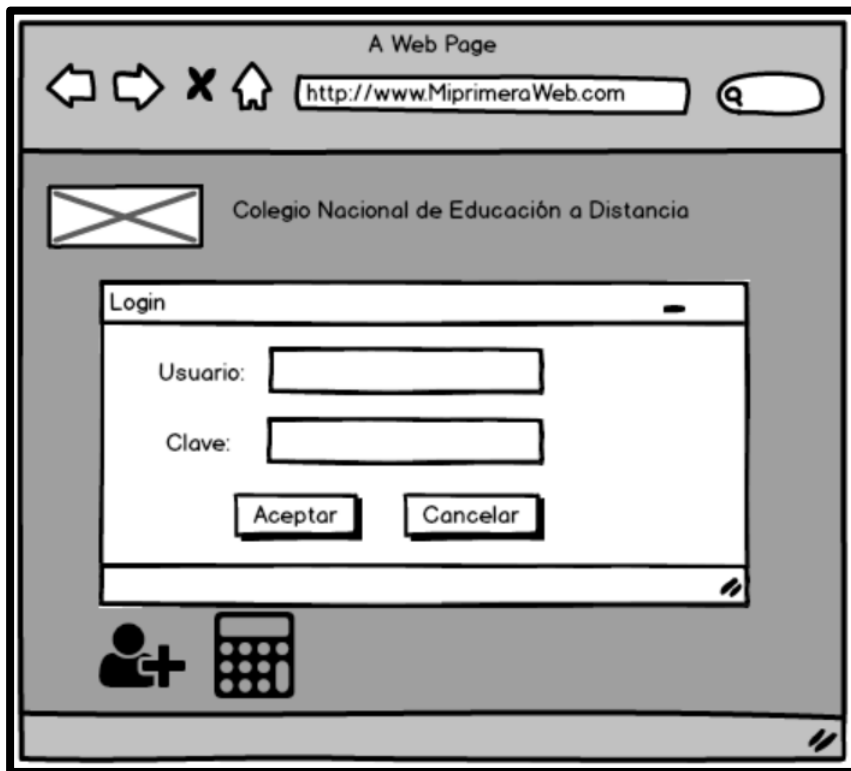 A Web Page
http://www.MiprimeraWeb.com
Colegio Nacional de Educación a Distancia
Login
Usuario:
Clave:
Aceptar Cancelar